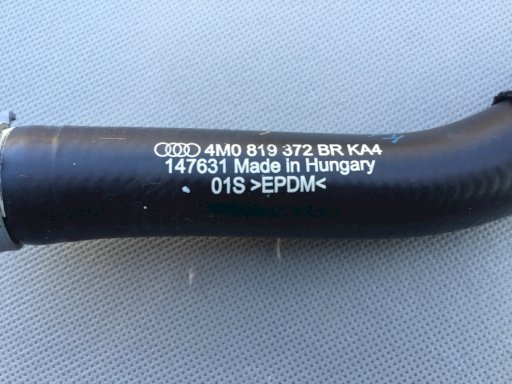 4M0 819 372 BR KA4
147631 Made in Hungary
01S >EPDM<